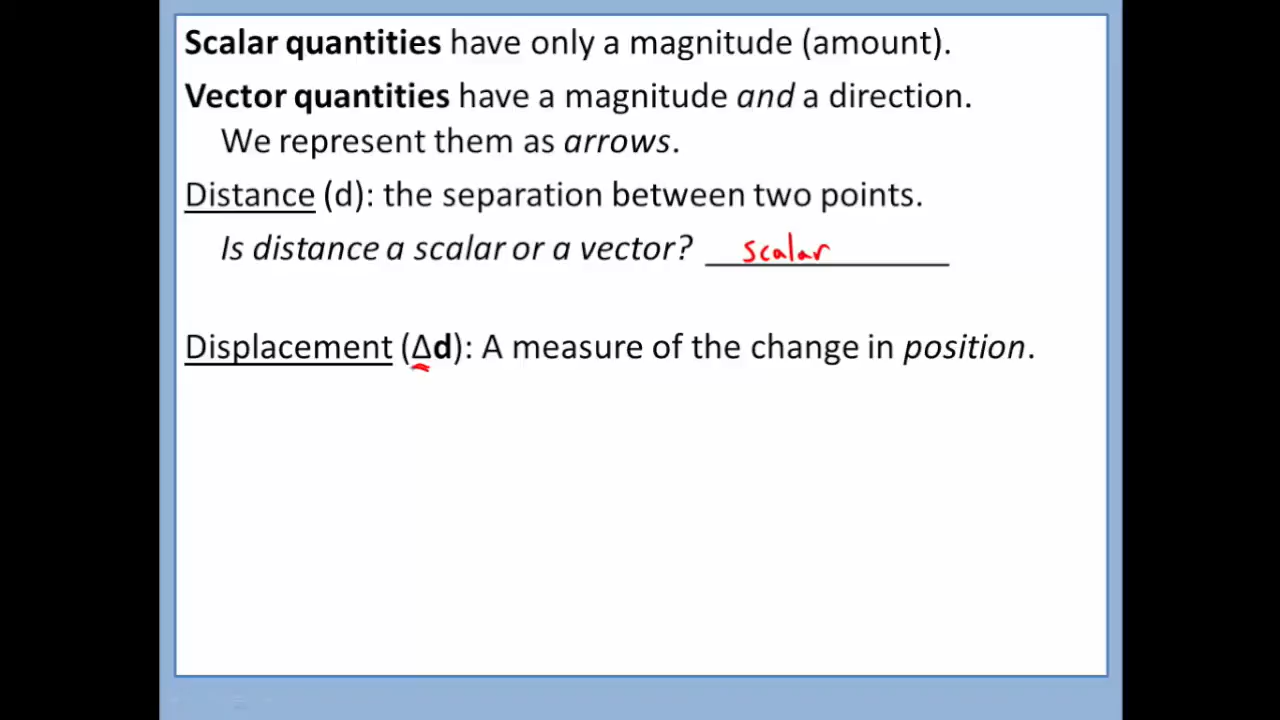 Scalar quantities have only a magnitude (amount).
Vector quantities have a magnitude and a direction.
We represent them as arrows.
Distance (d): the separation between two points.
Is distance a scalar or a vector? scalar
Displacement (Δd): A measure of the change in position.